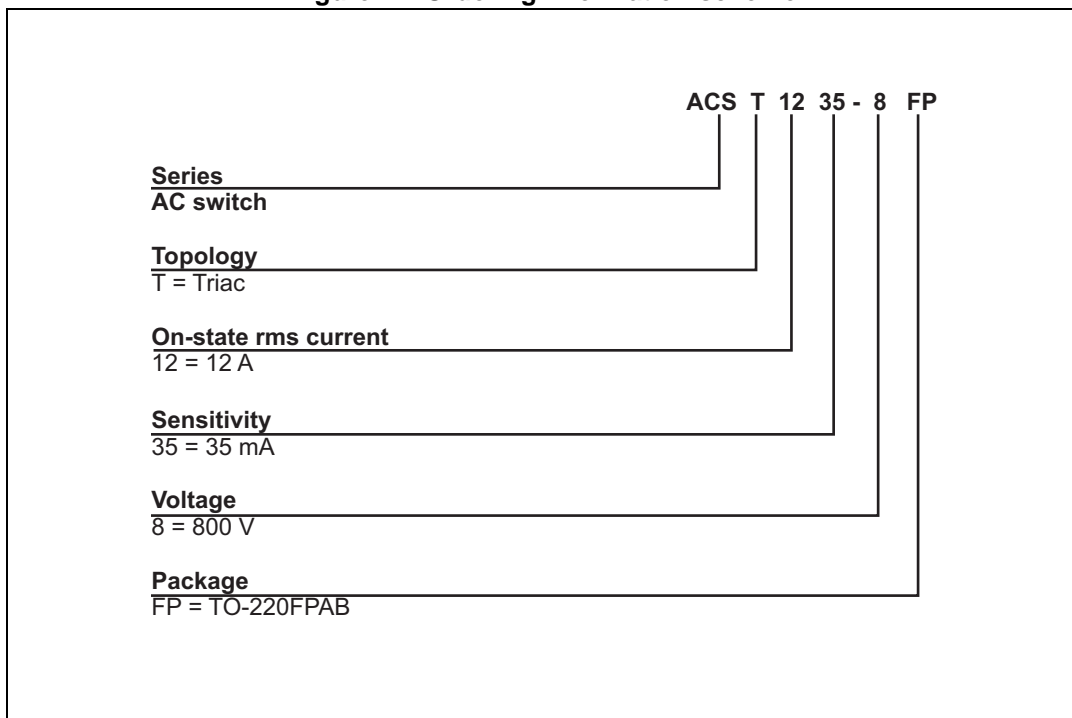 ACS T 12 35 - 8 FP
Series
AC switch
Topology
T = Triac
On-state rms current
12 = 12 A
Sensitivity
35 = 35 mA
Voltage
8 = 800 V
Package
FP = TO-220FPAB